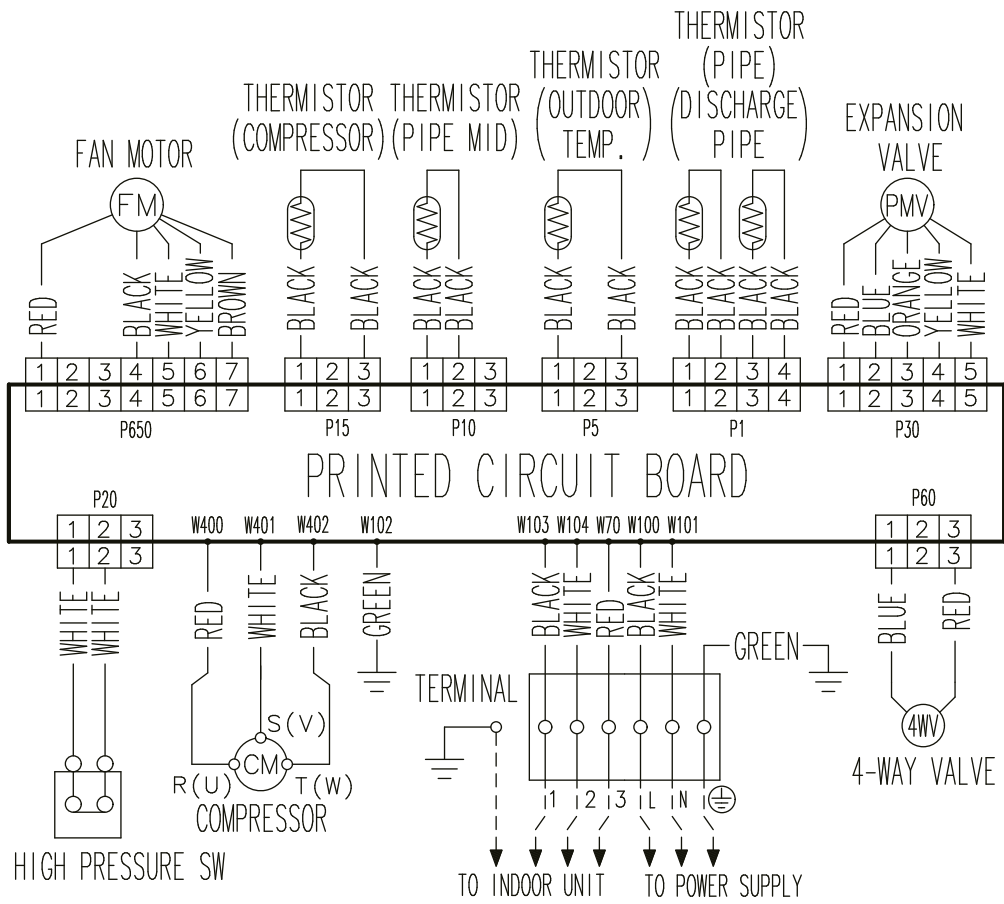 THERMISTOR
(PIPE)
(DISCHARGE)
PIPE
THERMISTOR
(OUTDOOR)
TEMP.
THERMISTOR
(COMPRESSOR)
THERMISTOR
(PIPE MID)
EXPANSION
VALVE
FAN MOTOR
FM
PMV
RED
BLACK
WHITE
YELLOW
BROWN
BLACK
BLACK
BLACK
BLACK
BLACK
BLACK
BLACK
BLACK
BLACK
BLACK
RED
BLUE
ORANGE
YELLOW
WHITE
1 2 3 4 5 6 7 1 2 3 1 2 3 1 2 3 1 2 3 4 1 2 3 4 5
1 2 3 4 5 6 7 1 2 3 1 2 3 1 2 3 1 2 3 4 1 2 3 4 5
P650 P15 P10 P5 P1 P30
PRINTED CIRCUIT BOARD
P20 P60
W400 W401 W402 W102 W103 W104 W70 W100 W101
1 2 3 1 2 3
1 2 3 1 2 3
WHITE
WHITE
RED
WHITE
BLACK
GREEN
BLACK
WHITE
RED
BLACK
WHITE
BLUE
RED
GREEN
TERMINAL
S(V)
CM
R(U)
T(W)
COMPRESSOR
4WV
4-WAY VALVE
1 2 3 L N
HIGH PRESSURE SW
TO INDOOR UNIT
TO POWER SUPPLY